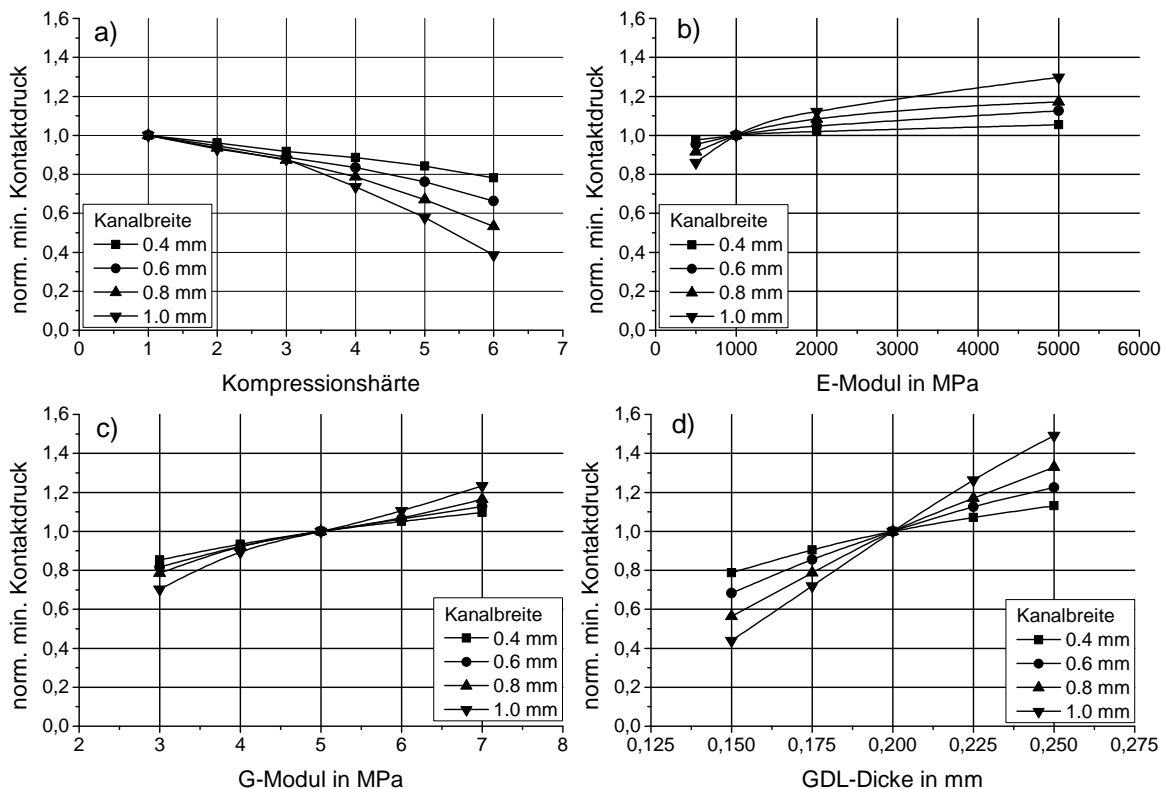 a)
norm. min. Kontaktdruck
1,6
1,4
1,2
1,0
0,8
0,6
0,4
0,2
0,0
Kanalbreite
0.4 mm
0.6 mm
0.8 mm
1.0 mm
0 1 2 3 4 5 6 7
Kompressionshärte
b)
norm. min. Kontaktdruck
1,6
1,4
1,2
1,0
0,8
0,6
0,4
0,2
0,0
Kanalbreite
0.4 mm
0.6 mm
0.8 mm
1.0 mm
0 1000 2000 3000 4000 5000 6000
E-Modul in MPa
c)
norm. min. Kontaktdruck
1,6
1,4
1,2
1,0
0,8
0,6
0,4
0,2
0,0
Kanalbreite
0.4 mm
0.6 mm
0.8 mm
1.0 mm
2 3 4 5 6 7 8
G-Modul in MPa
d)
norm. min. Kontaktdruck
1,6
1,4
1,2
1,0
0,8
0,6
0,4
0,2
0,0
Kanalbreite
0.4 mm
0.6 mm
0.8 mm
1.0 mm
0,125 0,150 0,175 0,200 0,225 0,250 0,275
GDL-Dicke in mm